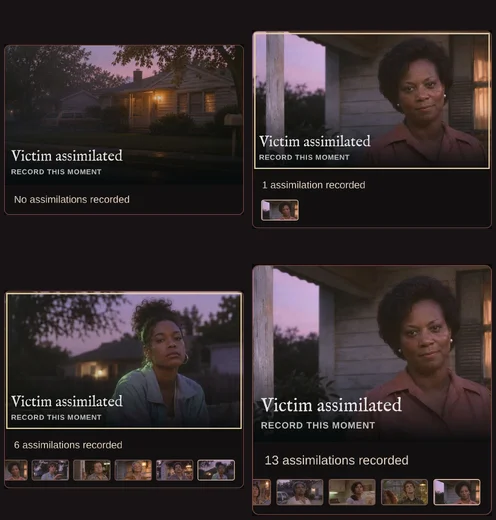 Victim assimilated
RECORD THIS MOMENT
No assimilations recorded
Victim assimilated
RECORD THIS MOMENT
1 assimilation recorded
Victim assimilated
RECORD THIS MOMENT
6 assimilations recorded
Victim assimilated
RECORD THIS MOMENT
13 assimilations recorded